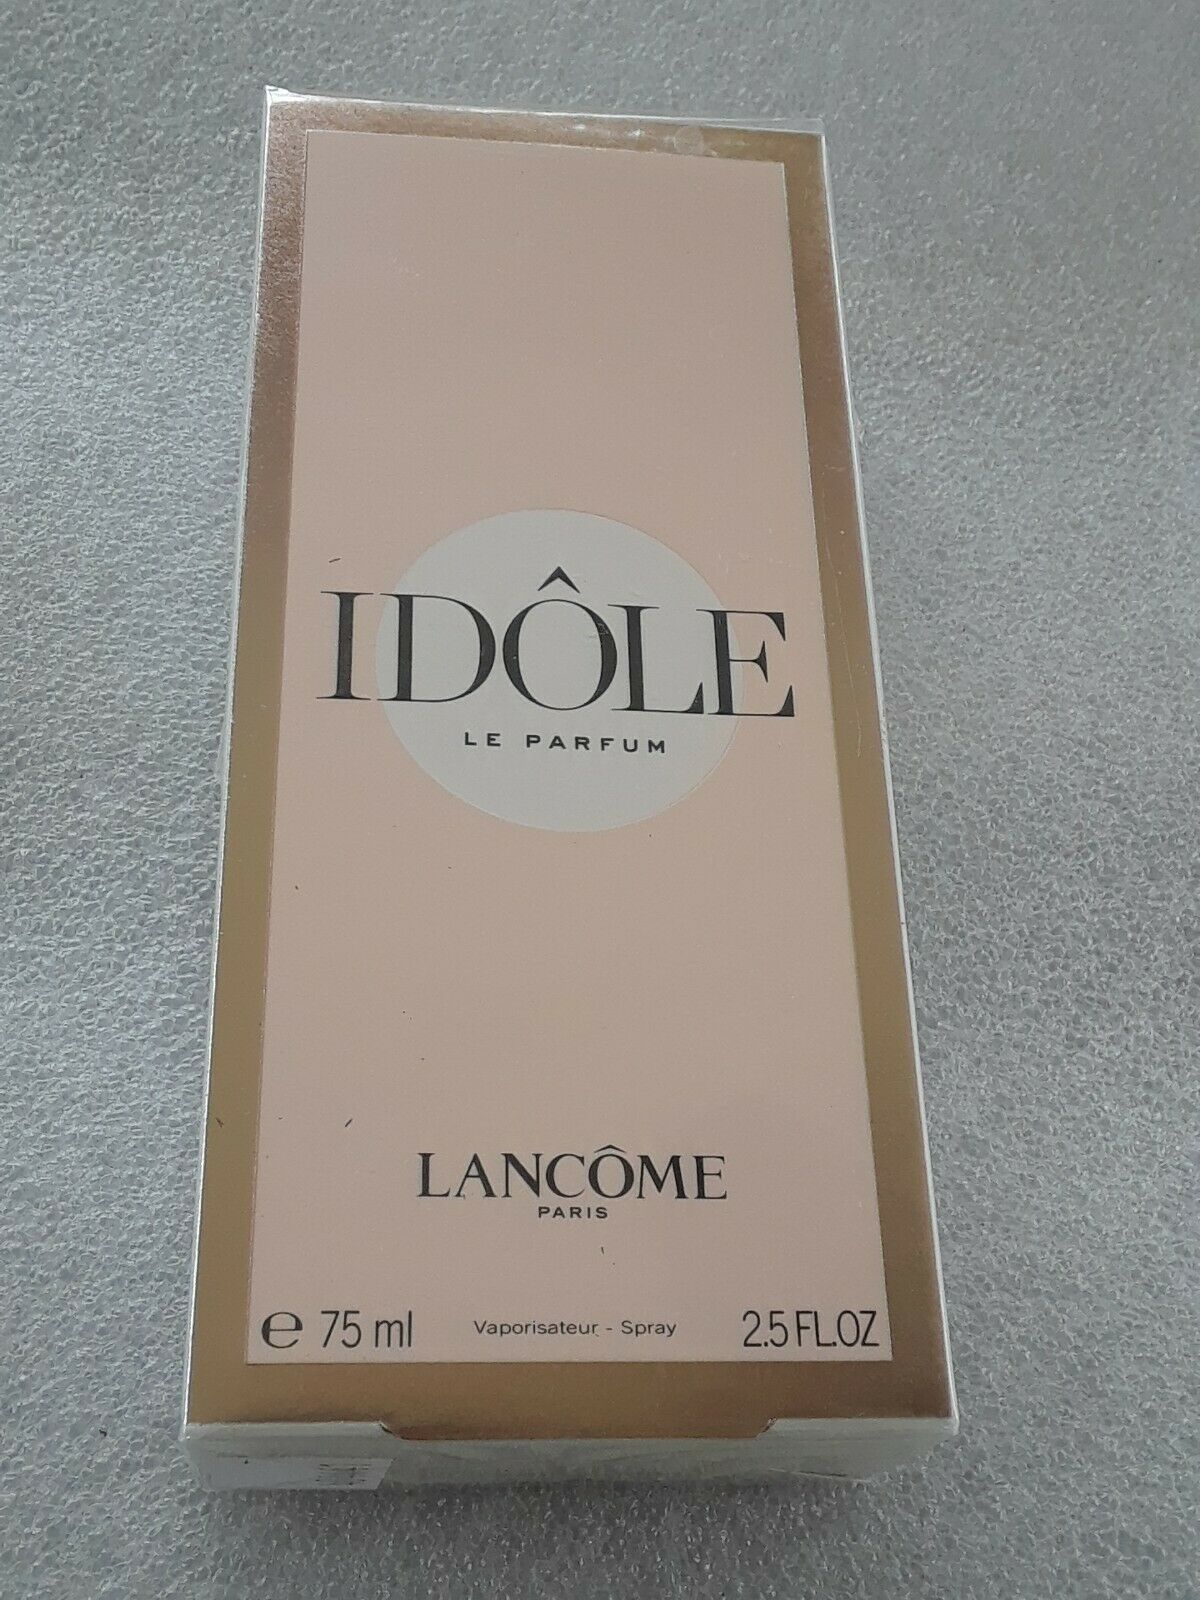 IDÔLE
LE PARFUM
LANCÔME
PARIS
℮ 75 ml Vaporisateur - Spray 2.5 FL.OZ